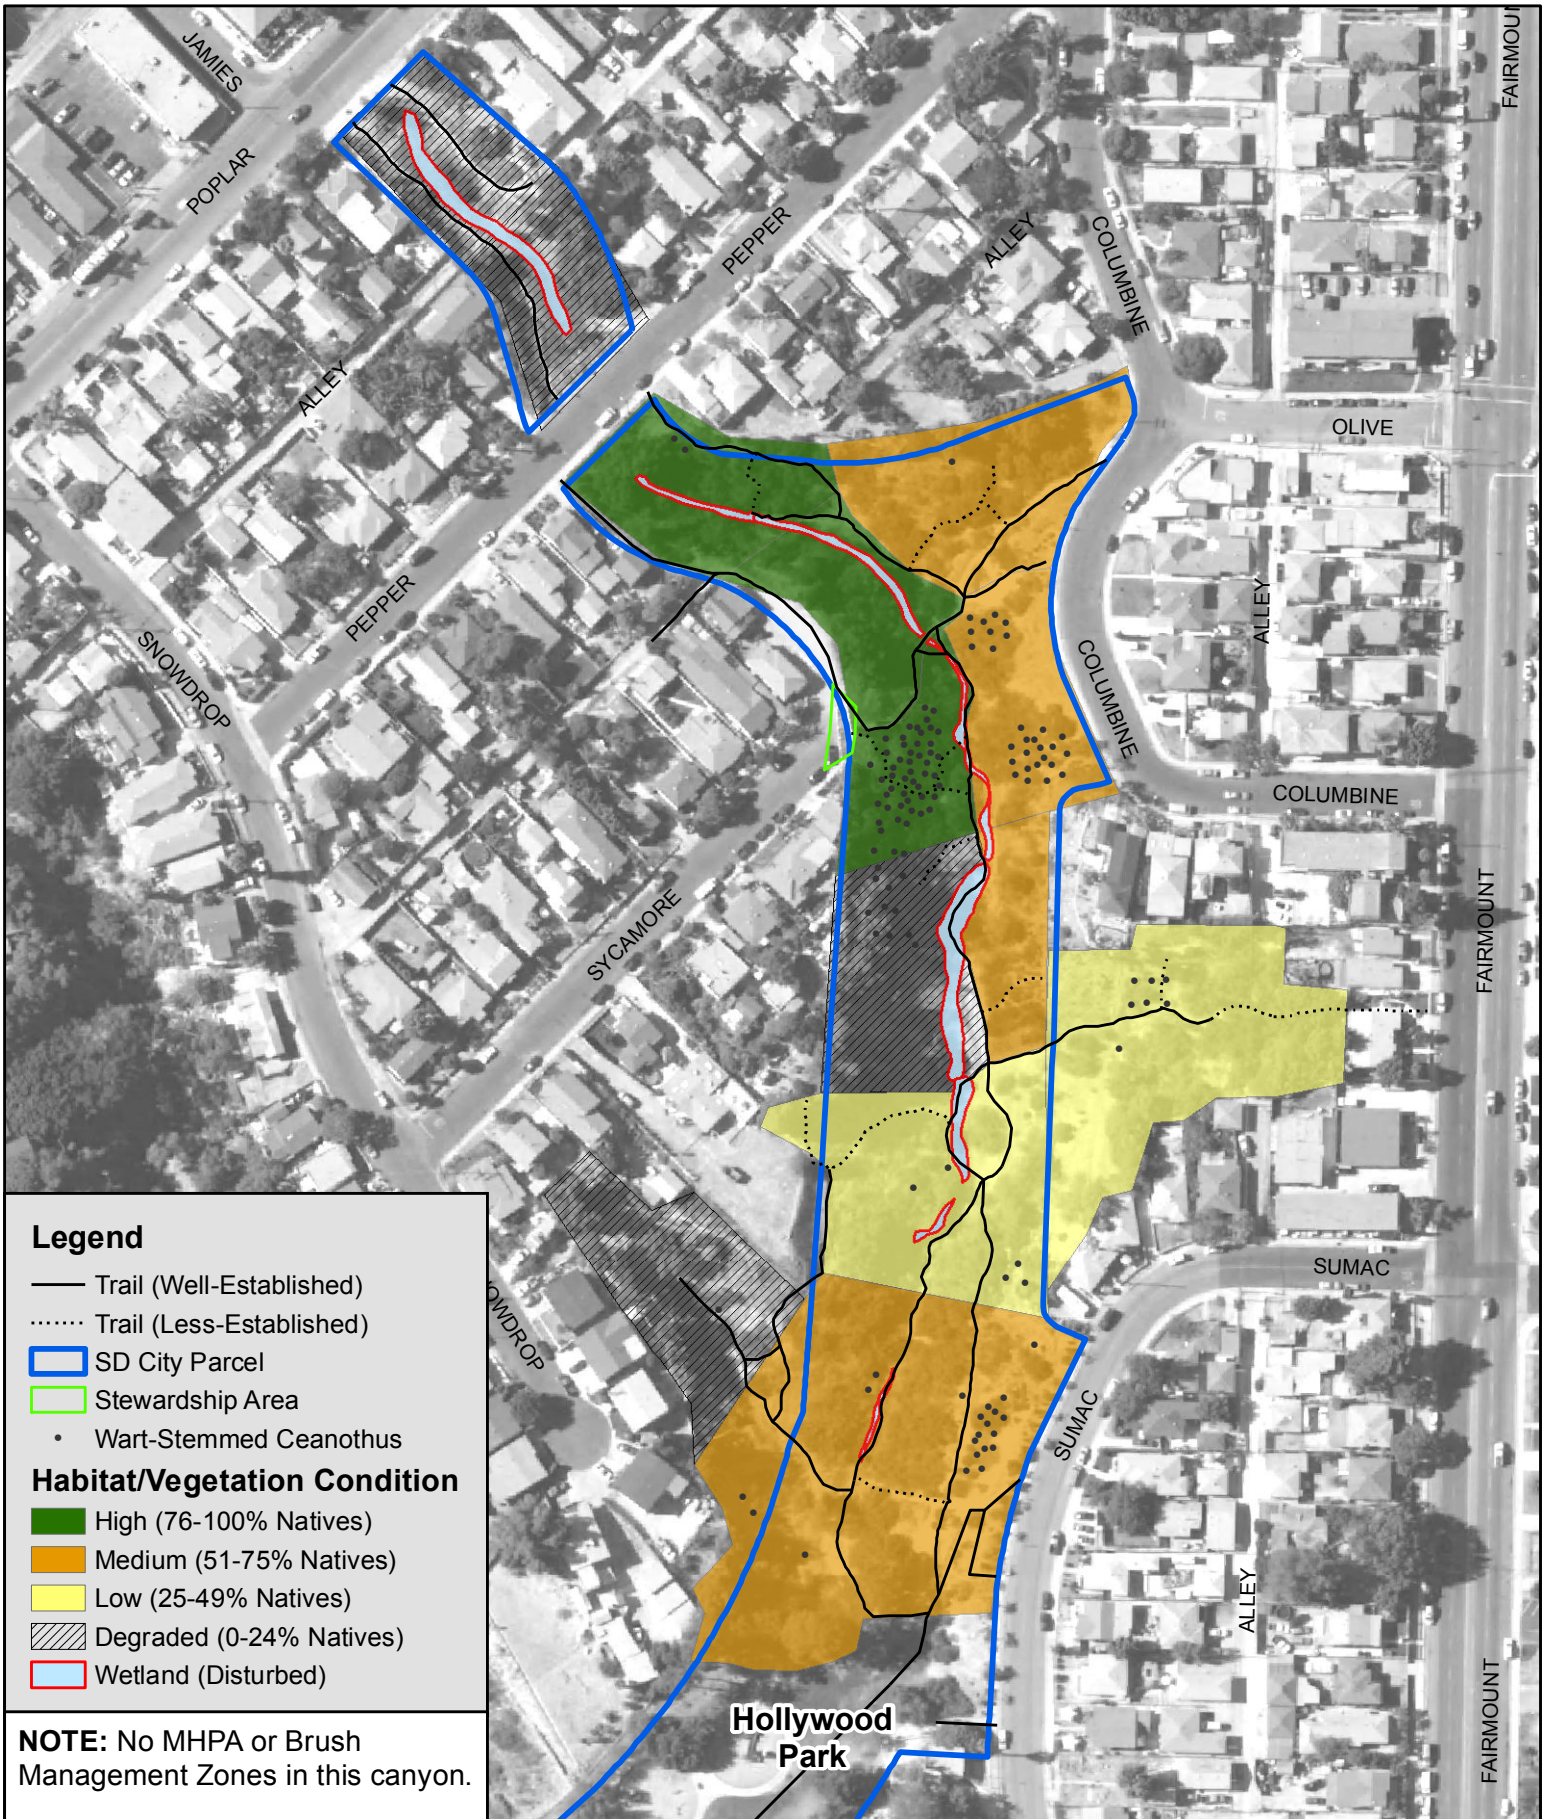 JAMIES
FAIRMOUN
POPLAR
PEPPER
ALLEY
COLUMBINE
ALLEY
OLIVE
PEPPER
ALLEY
SNOWDROP
COLUMBINE
COLUMBINE
SYCAMORE
FAIRMOUNT
SUMAC
OWDROP
SUMAC
ALLEY
FAIRMOUNT
Hollywood
Park
Legend
Trail (Well-Established)
Trail (Less-Established)
SD City Parcel
Stewardship Area
Wart-Stemmed Ceanothus
Habitat/Vegetation Condition
High (76-100% Natives)
Medium (51-75% Natives)
Low (25-49% Natives)
Degraded (0-24% Natives)
Wetland (Disturbed)
NOTE: No MHPA or Brush
Management Zones in this canyon.